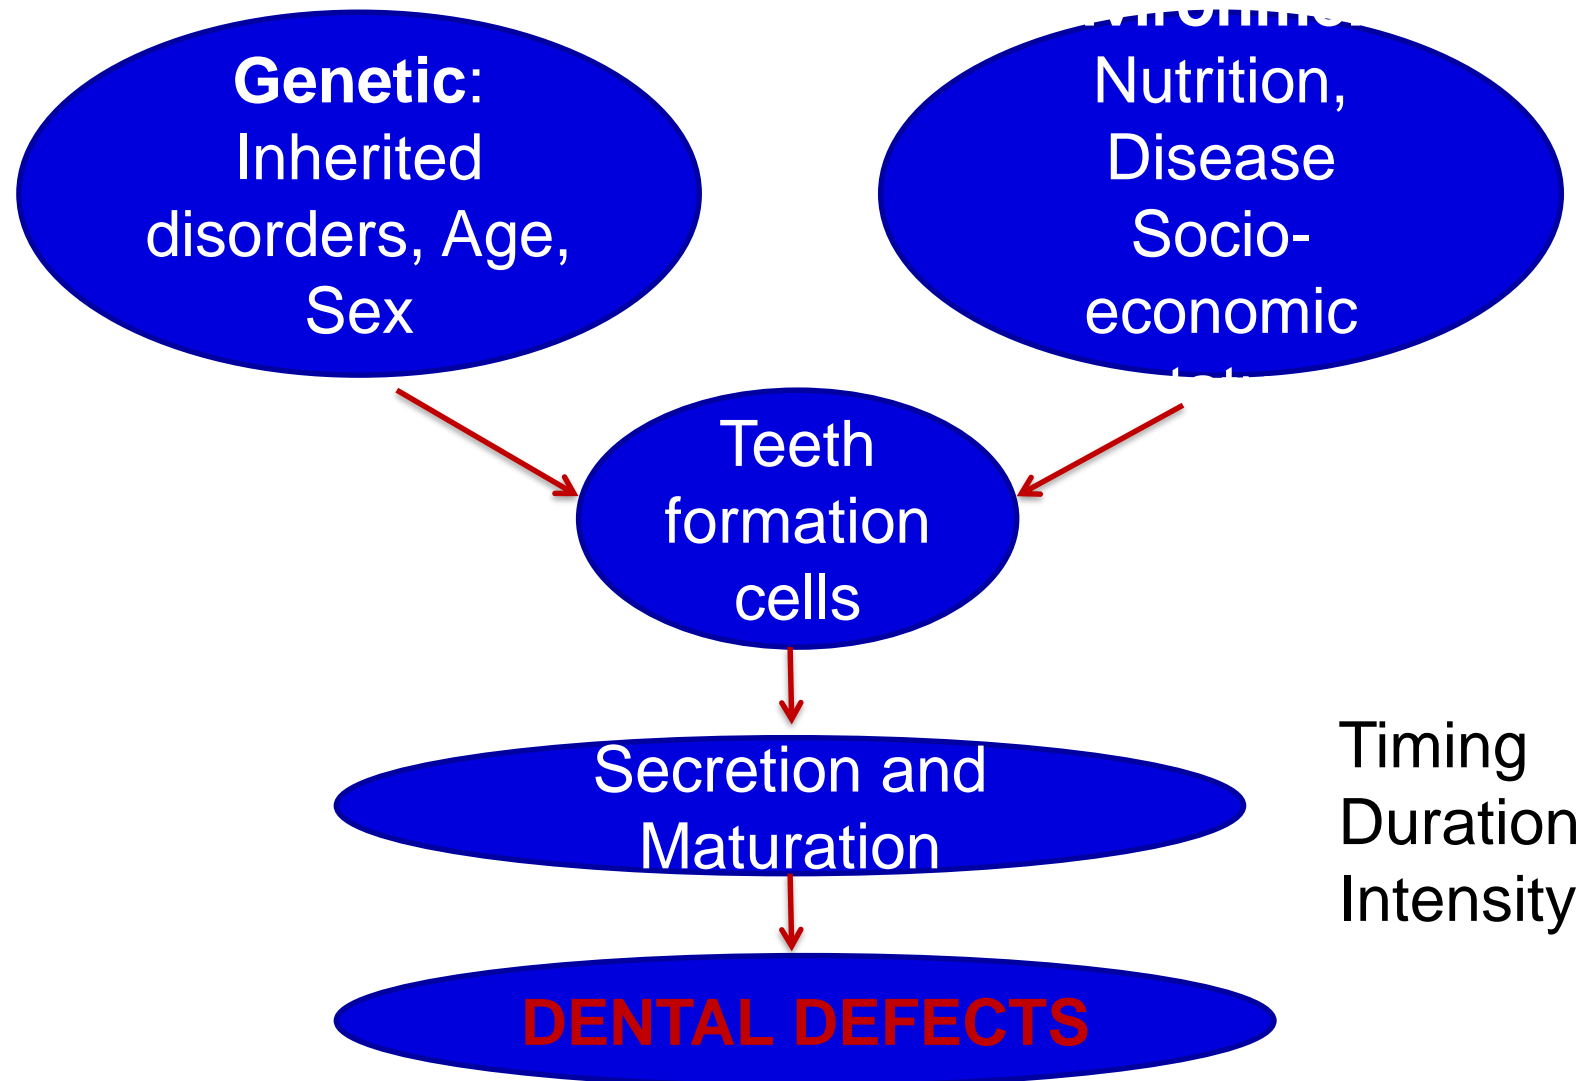 Genetic:
Inherited
disorders, Age,
Sex
Nutrition,
Disease
Socio-
economic
Teeth
formation
cells
Secretion and
Maturation
Timing
Duration
Intensity
DENTAL DEFECTS